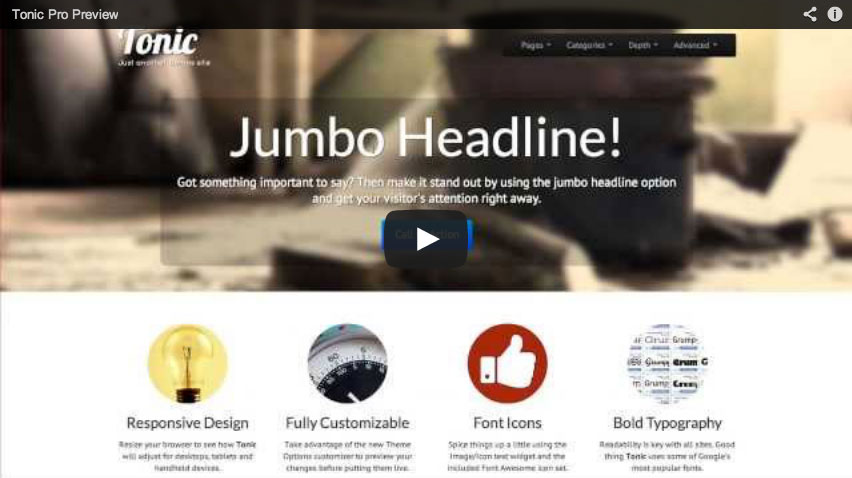 Tonic Pro Preview
Tonic
Just another demo site
Pages Categories Depth Advanced
Jumbo Headline!
Got something important to say? Then make it stand out by using the jumbo headline option
and get your visitor's attention right away.
Responsive Design
Fully Customizable
Font Icons
Bold Typography
Resize your browser to see how Tonic
will adjust for desktops, tablets and
handheld devices.
Take advantage of the new Theme
Options customizer to preview your
changes before putting them live.
Spice things up a little using the
Image/Icon text widget and the
included Font Awesome icon set.
Readability is key with all sites. Good
thing Tonic uses some of Google's
most popular fonts.